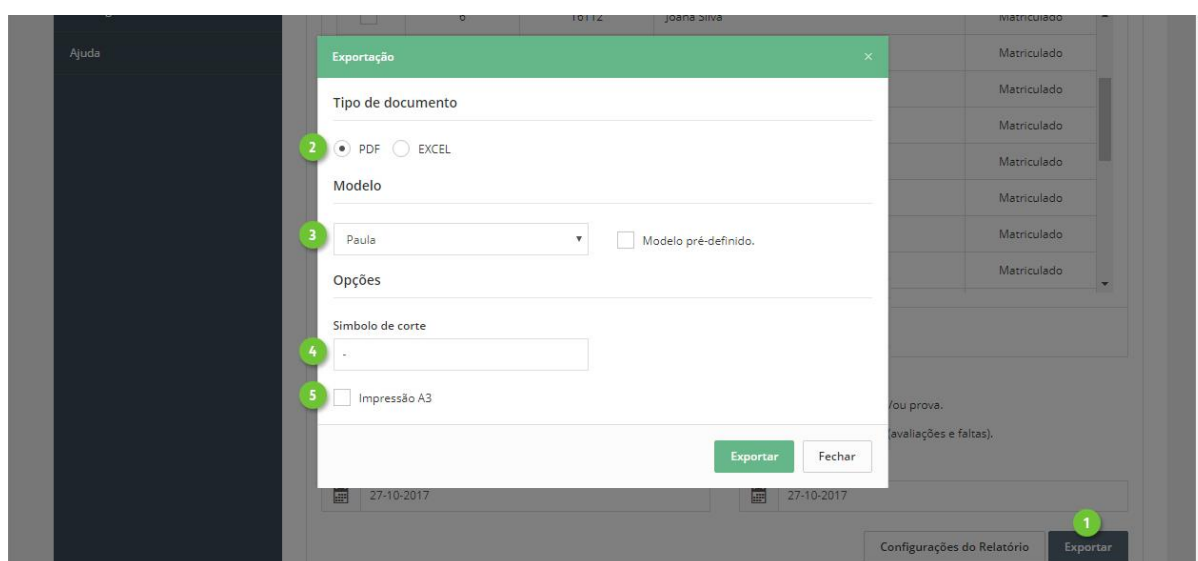 6 16112 Joana Silva Matriculado
Ajuda
Exportação × Matriculado
Matriculado
Tipo de documento
Matriculado
2 PDF EXCEL
Matriculado
Modelo
Matriculado
3 Paula Modelo pré-definido. Matriculado
Matriculado
Opções
Simbolo de corte
4 -
5 Impressão A3
/ou prova.
(avaliações e faltas).
Exportar Fechar
27-10-2017 27-10-2017
1
Configurações do Relatório Exportar